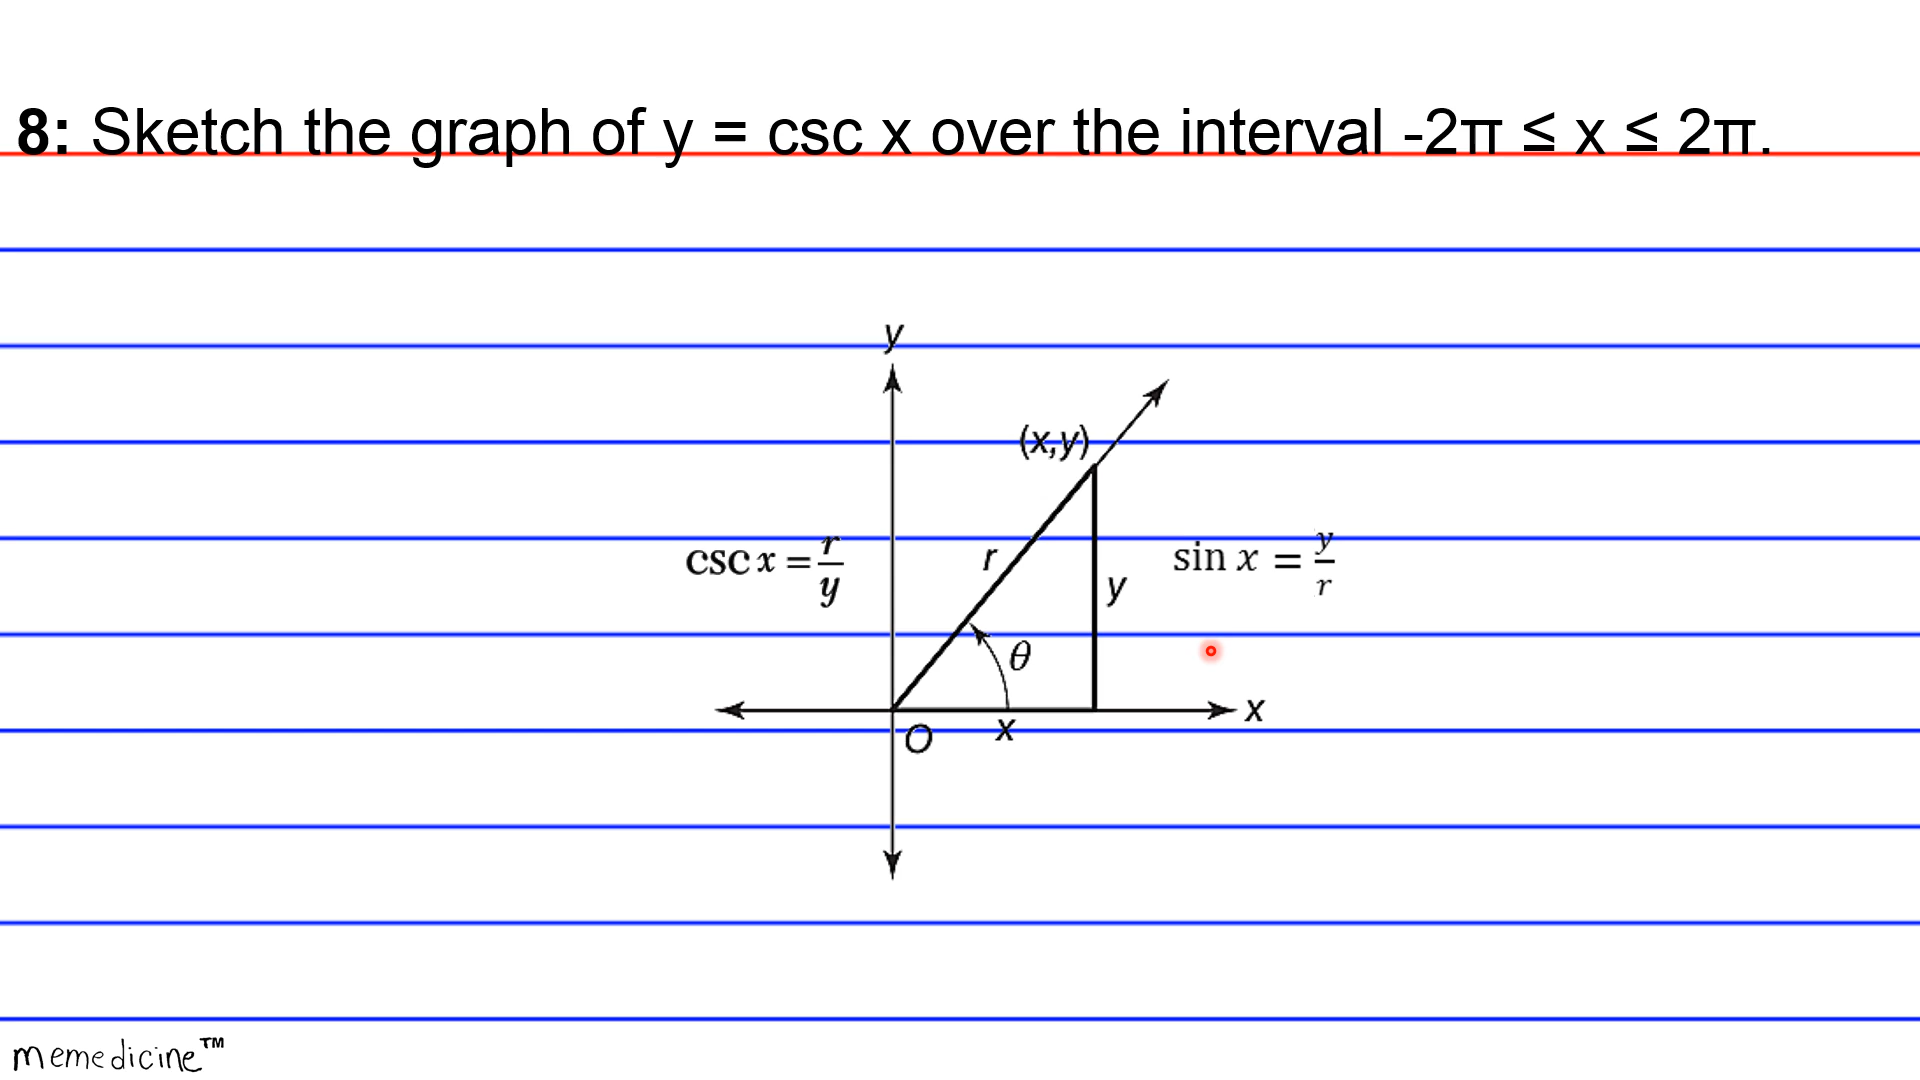 8: Sketch the graph of y = csc x over the interval -2π ≤ x ≤ 2π.
y
(x,y)
csc x = r/y
r
y
sin x = y/r
θ
x
O
x
memedicine™